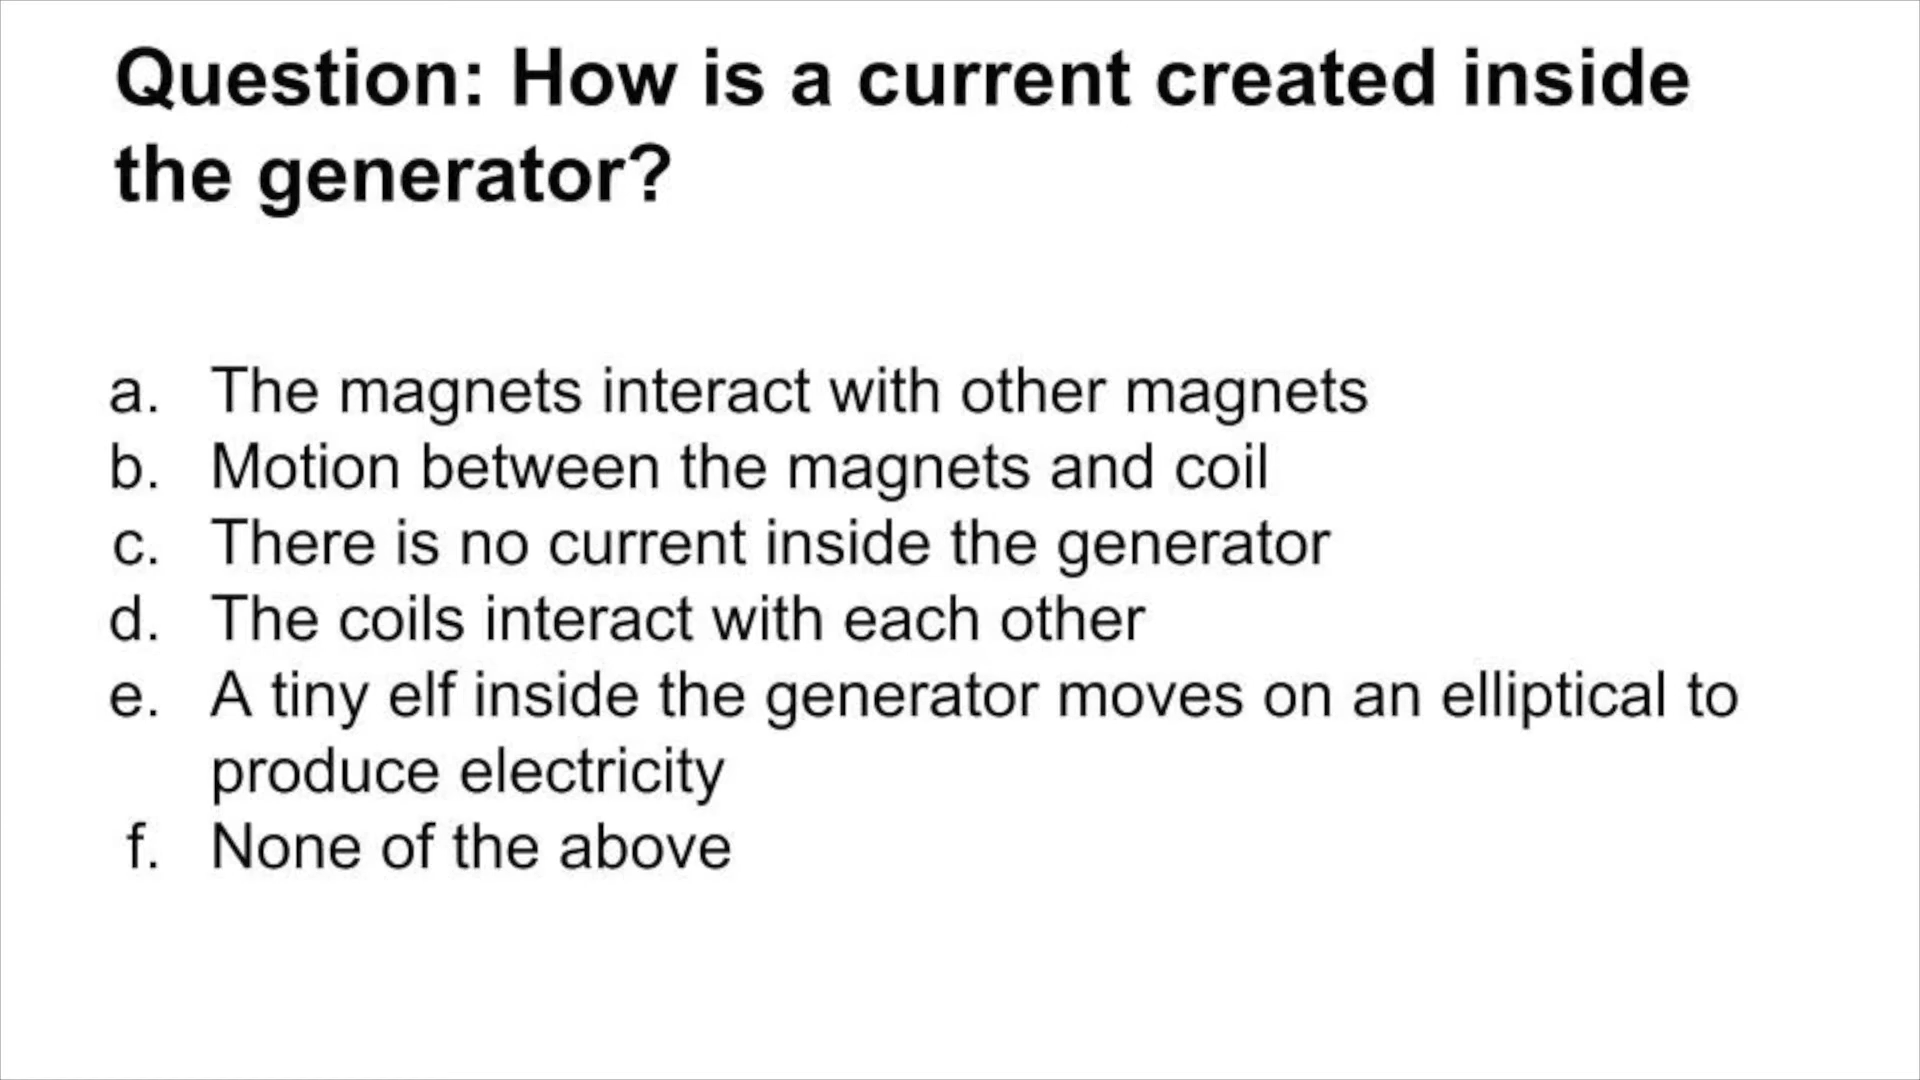 Question: How is a current created inside
the generator?
a. The magnets interact with other magnets
b. Motion between the magnets and coil
c. There is no current inside the generator
d. The coils interact with each other
e. A tiny elf inside the generator moves on an elliptical to
produce electricity
f. None of the above